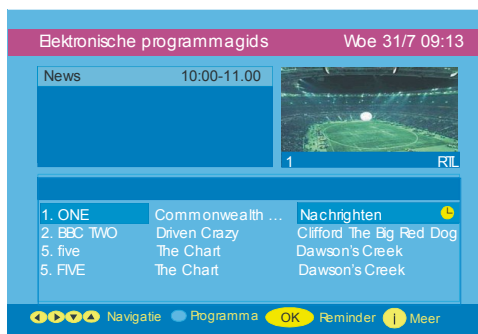 Elektronische programmagids Woe 31/7 09:13
News 10:00-11.00
1 RTL
1. ONE Commonwealth ... Nachrighten
2. BBC TWO Driven Crazy Clifford The Big Red Dog
5. five The Chart Dawson's Creek
5. FIVE The Chart Dawson's Creek
Navigatie Programma OK Reminder i Meer